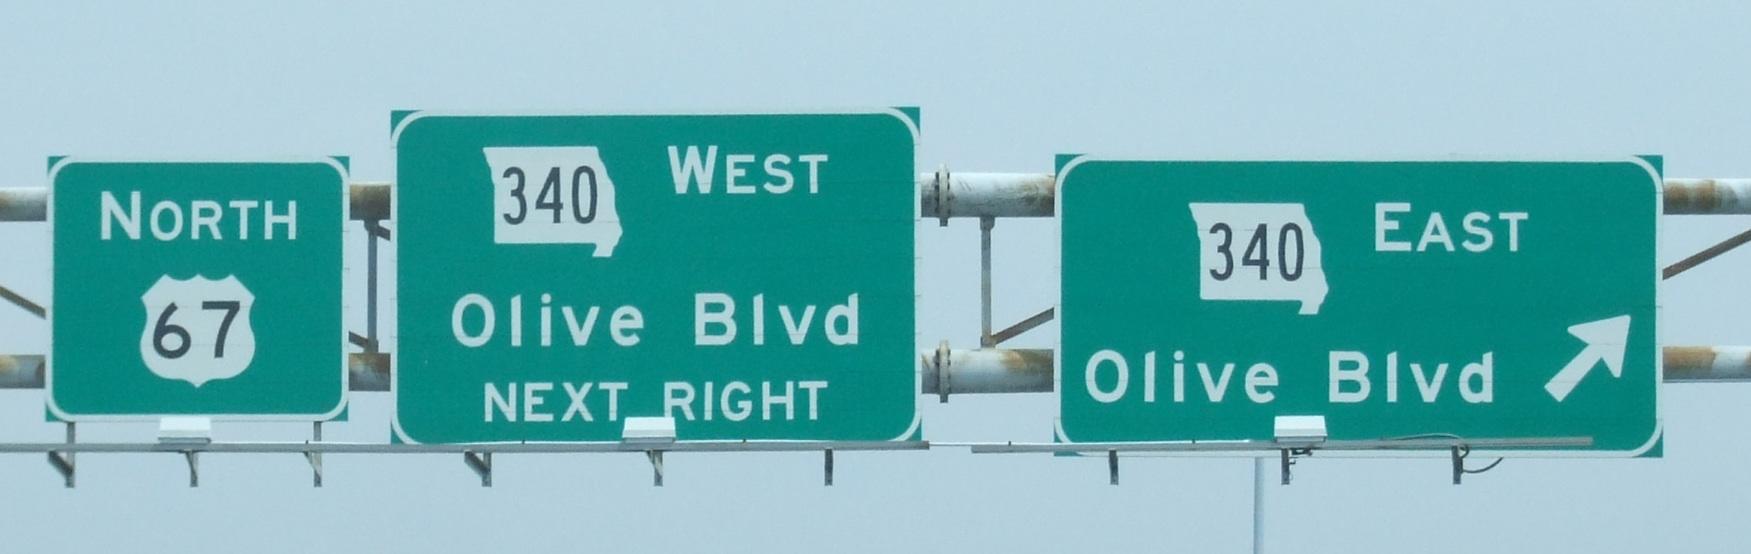 NORTH
67
340 WEST
Olive Blvd
NEXT RIGHT
340 EAST
Olive Blvd